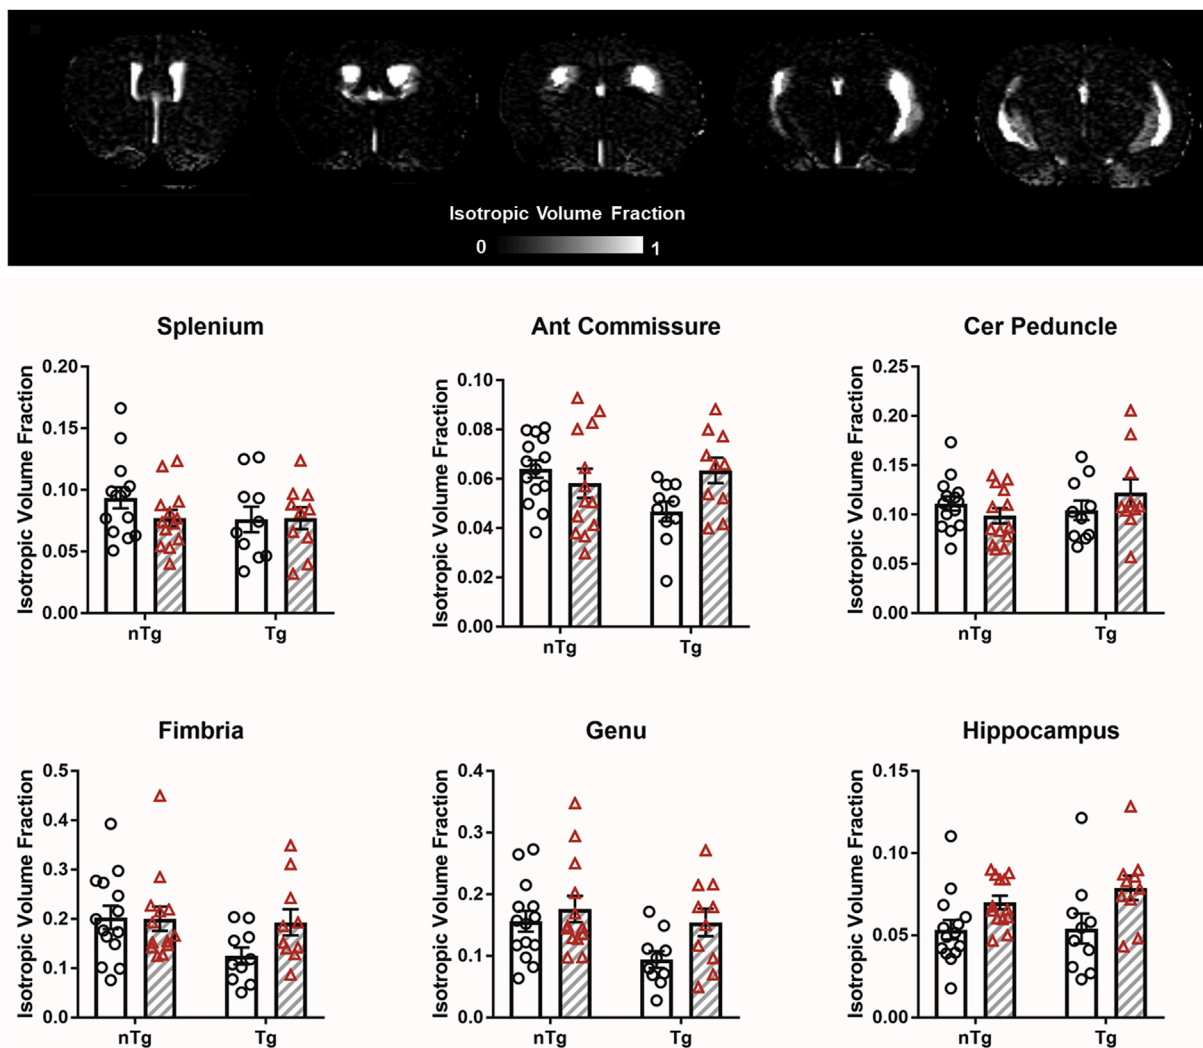 Isotropic Volume Fraction
0 1
Splenium
Isotropic Volume Fraction
0.20
0.15
0.10
0.05
0.00
nTg Tg
Ant Commissure
Isotropic Volume Fraction
0.10
0.08
0.06
0.04
0.02
0.00
nTg Tg
Cer Peduncle
Isotropic Volume Fraction
0.25
0.20
0.15
0.10
0.05
0.00
nTg Tg
Fimbria
Isotropic Volume Fraction
0.5
0.4
0.3
0.2
0.1
0.0
nTg Tg
Genu
Isotropic Volume Fraction
0.4
0.3
0.2
0.1
0.0
nTg Tg
Hippocampus
Isotropic Volume Fraction
0.15
0.10
0.05
0.00
nTg Tg